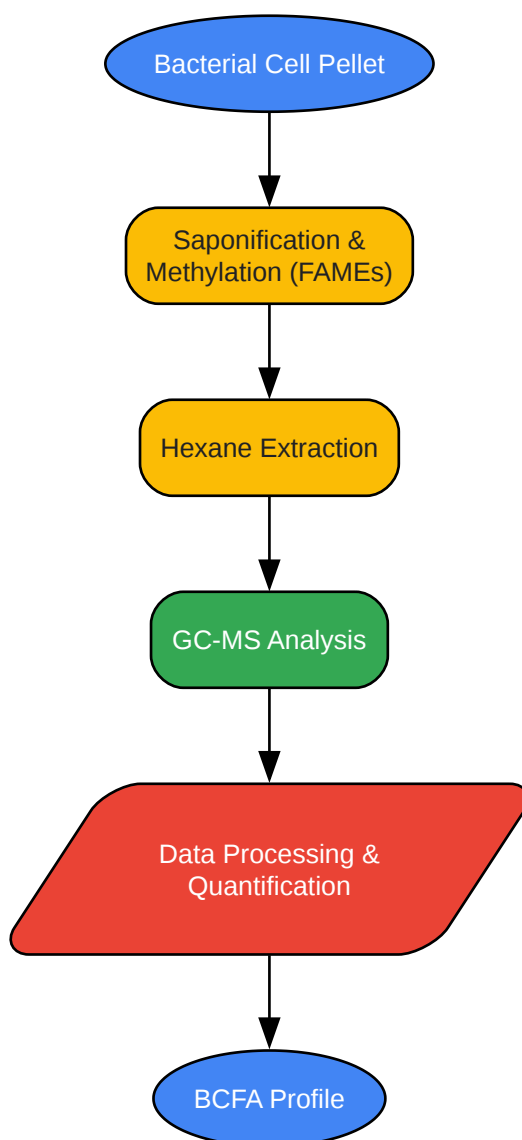 Bacterial Cell Pellet
Saponification &
Methylation (FAMEs)
Hexane Extraction
GC-MS Analysis
Data Processing &
Quantification
BCFA Profile